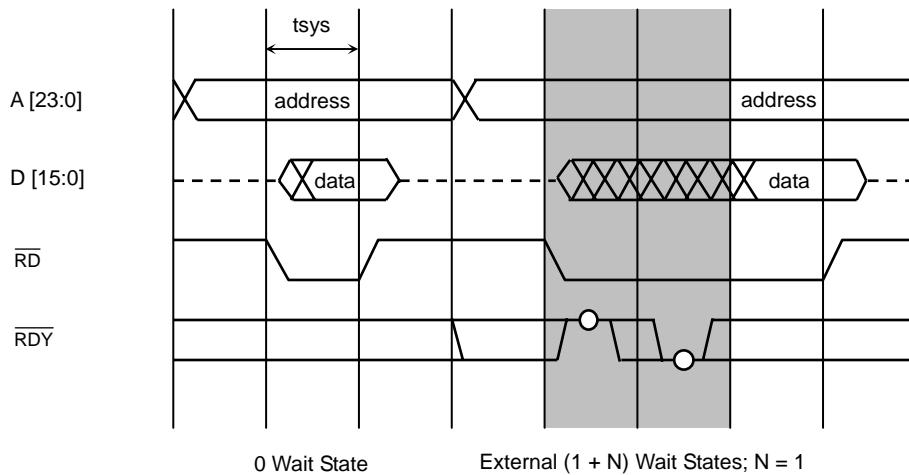 tsys
A [23:0]
address
address
D [15:0]
data
data
RD
RDY
0 Wait State
External (1 + N) Wait States; N = 1